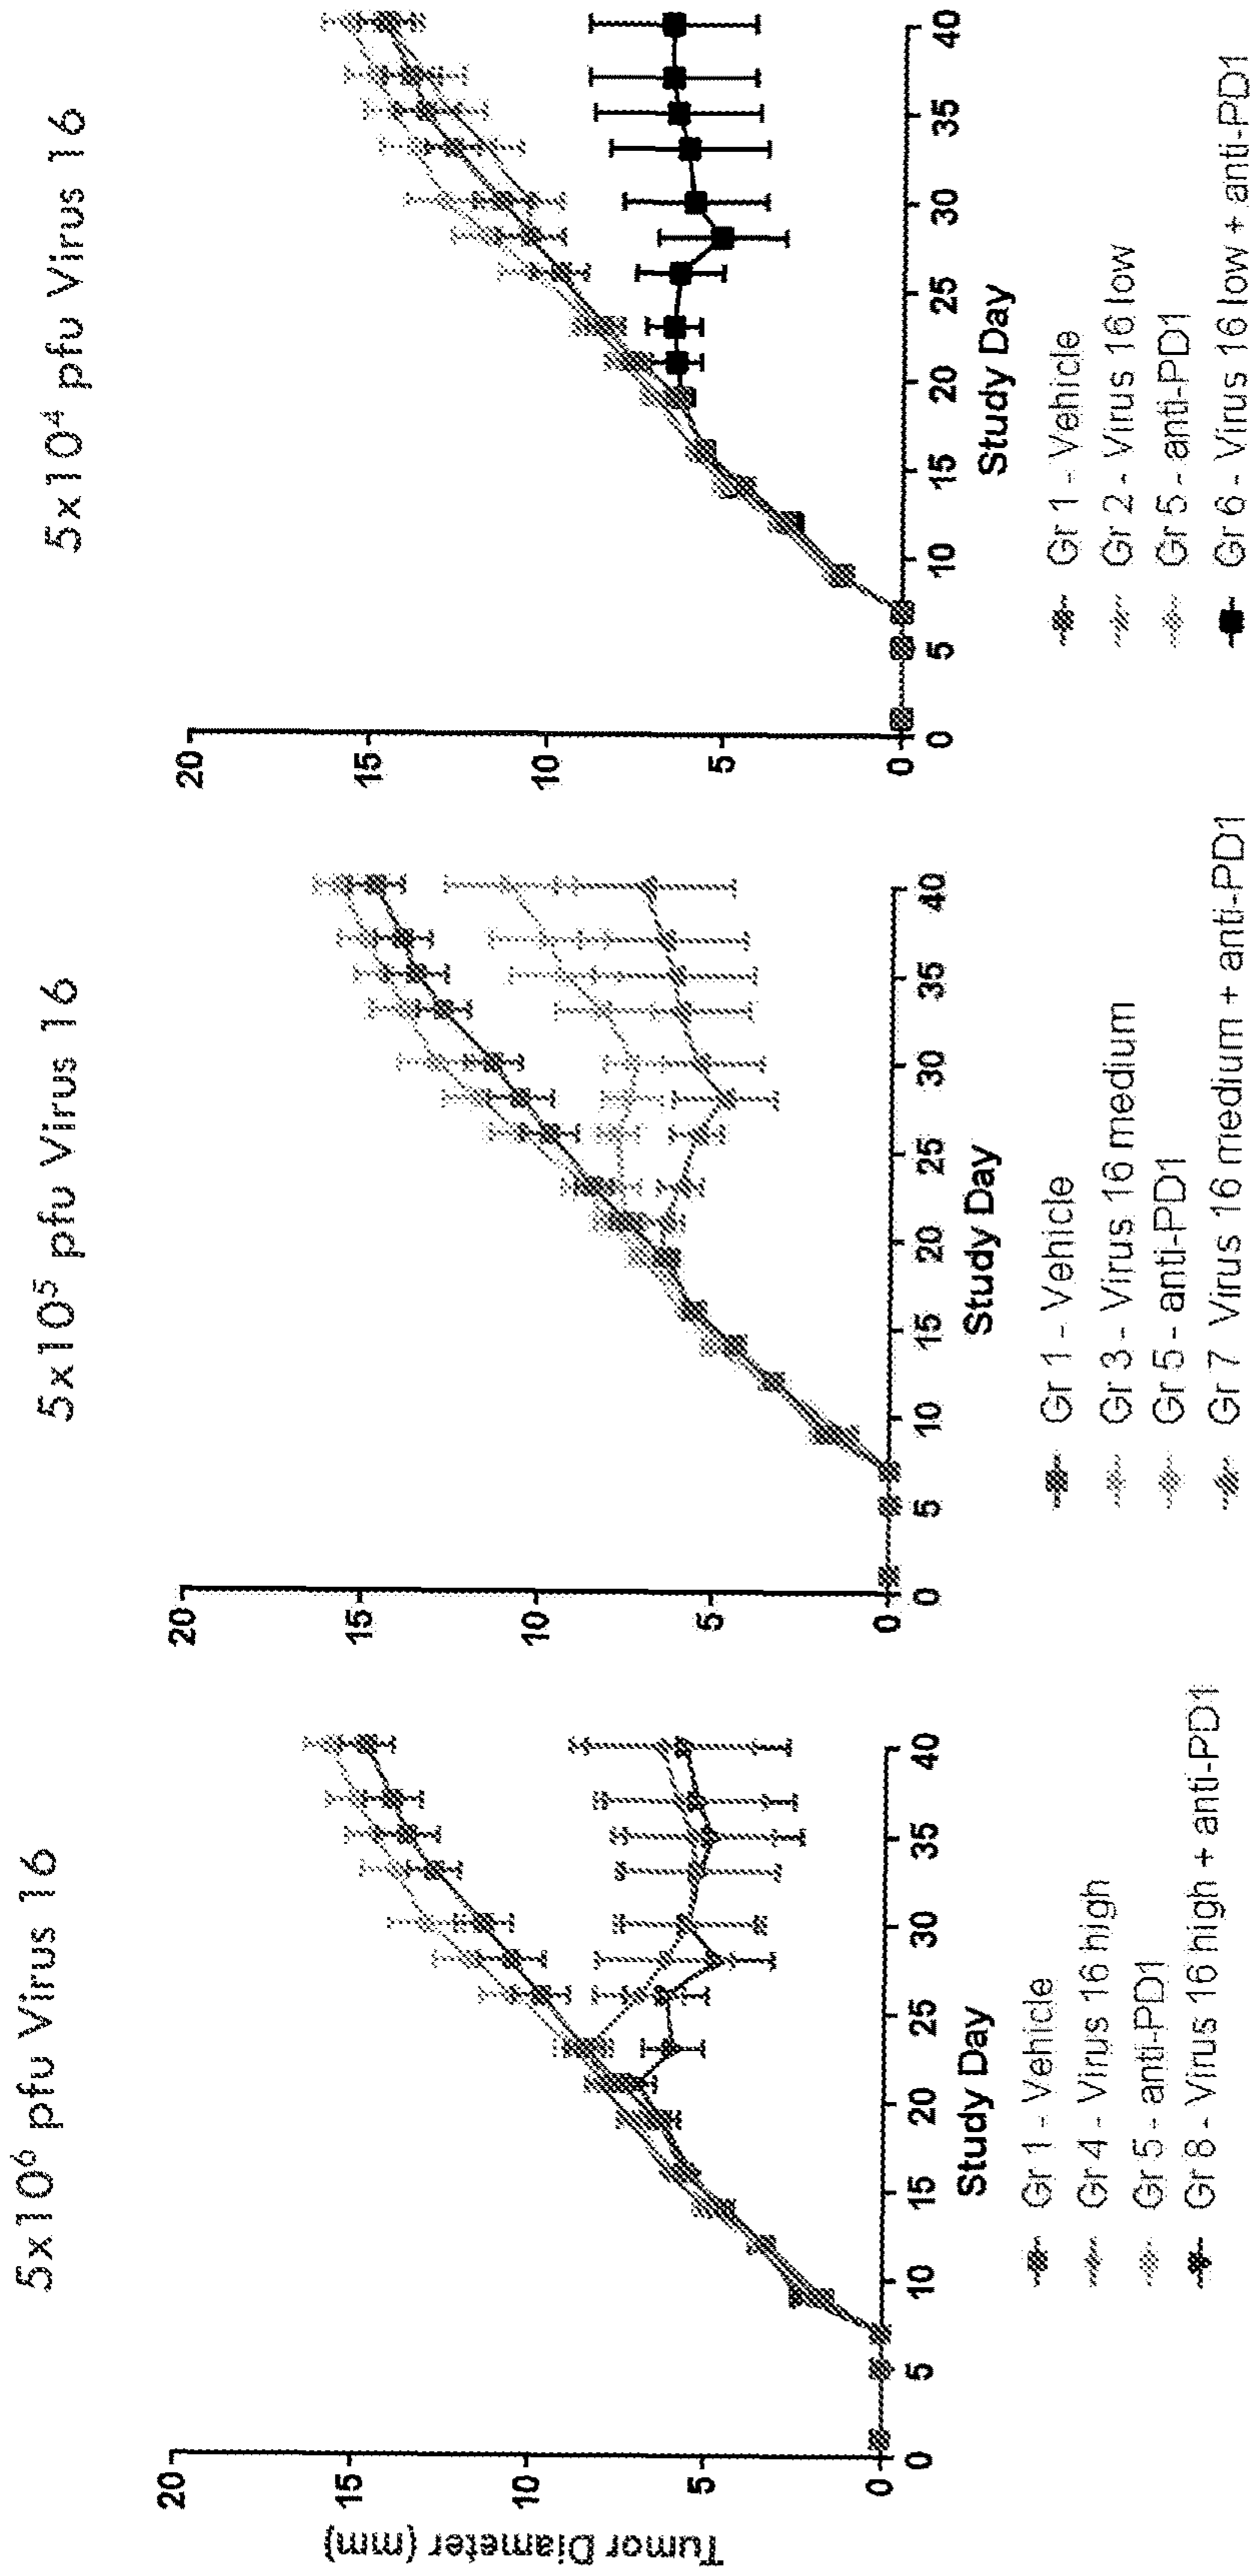 5x10⁶ pfu Virus 16
Tumor Diameter (mm)
20
15
10
5
0
0 5 10 15 20 25 30 35 40
Study Day
Gr 1 - Vehicle
Gr 4 - Virus 16 high
Gr 5 - anti-PD1
Gr 8 - Virus 16 high + anti-PD1
5x10⁵ pfu Virus 16
20
15
10
5
0
0 5 10 15 20 25 30 35 40
Study Day
Gr 1 - Vehicle
Gr 3 - Virus 16 medium
Gr 5 - anti-PD1
Gr 7 Virus 16 medium + anti-PD1
5x10⁴ pfu Virus 16
20
15
10
5
0
0 5 10 15 20 25 30 35 40
Study Day
Gr 1 - Vehicle
Gr 2 - Virus 16 low
Gr 5 - anti-PD1
Gr 6 - Virus 16 low + anti-PD1